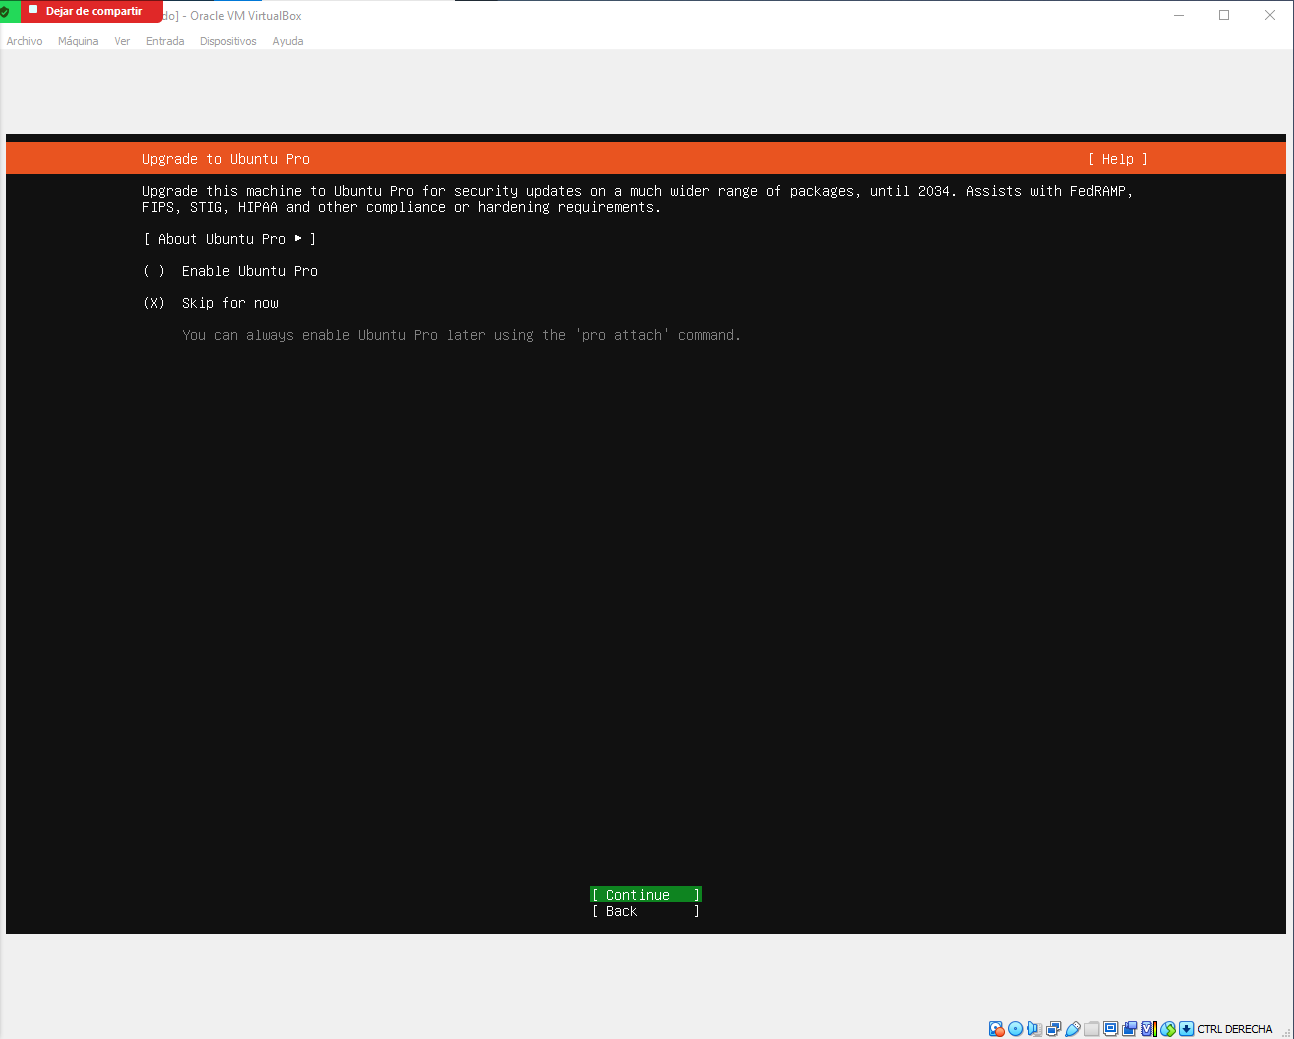 Dejar de compartir
do] - Oracle VM VirtualBox
Archivo Máquina Ver Entrada Dispositivos Ayuda
Upgrade to Ubuntu Pro [ Help ]
Upgrade this machine to Ubuntu Pro for security updates on a much wider range of packages, until 2034. Assists with FedRAMP,
FIPS, STIG, HIPAA and other compliance or hardening requirements.
[ About Ubuntu Pro ▸ ]
( ) Enable Ubuntu Pro
(X) Skip for now
You can always enable Ubuntu Pro later using the 'pro attach' command.
[ Continue ]
[ Back ]
CTRL DERECHA